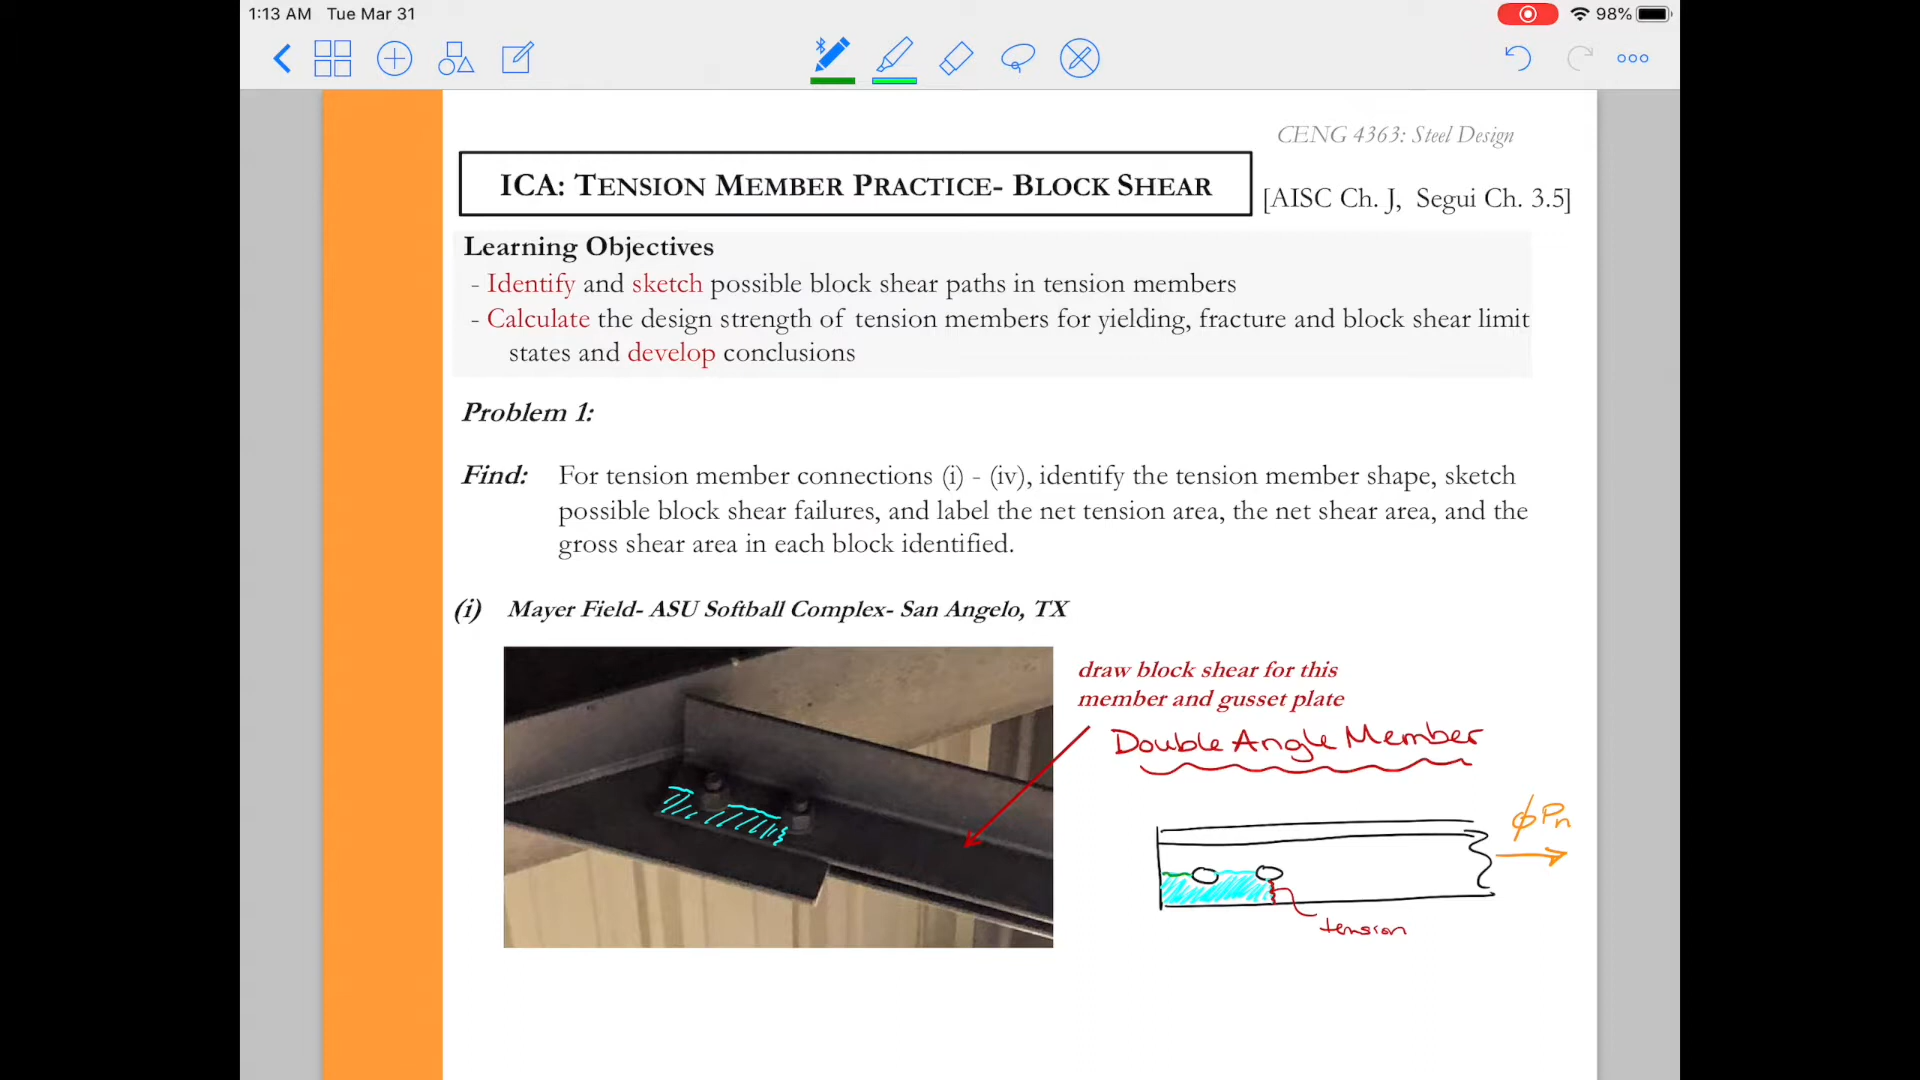 1:13 AM Tue Mar 31
98%
CENG 4363: Steel Design
ICA: TENSION MEMBER PRACTICE- BLOCK SHEAR
[AISC Ch. J, Segui Ch. 3.5]
Learning Objectives
- Identify and sketch possible block shear paths in tension members
- Calculate the design strength of tension members for yielding, fracture and block shear limit
states and develop conclusions
Problem 1:
Find: For tension member connections (i) - (iv), identify the tension member shape, sketch
possible block shear failures, and label the net tension area, the net shear area, and the
gross shear area in each block identified.
(i) Mayer Field- ASU Softball Complex- San Angelo, TX
draw block shear for this
member and gusset plate
Double Angle Member
ϕPn
tension